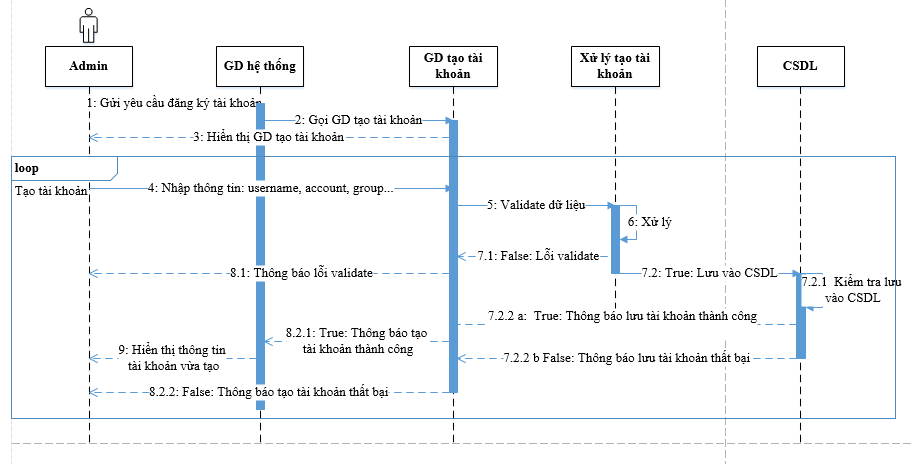 Admin
GD hệ thống
GD tạo tài
khoản
Xử lý tạo tài
khoản
CSDL
1: Gửi yêu cầu đăng ký tài khoản
2: Gọi GD tạo tài khoản
3: Hiển thị GD tạo tài khoản
loop
Tạo tài khoản
4: Nhập thông tin: username, account, group...
5: Validate dữ liệu
6: Xử lý
7.1: False: Lỗi validate
8.1: Thông báo lỗi validate
7.2: True: Lưu vào CSDL
7.2.1 Kiểm tra lưu
vào CSDL
7.2.2 a: True: Thông báo lưu tài khoản thành công
8.2.1: True: Thông báo tạo
tài khoản thành công
9: Hiển thị thông tin
tài khoản vừa tạo
7.2.2 b False: Thông báo lưu tài khoản thất bại
8.2.2: False: Thông báo tạo tài khoản thất bại